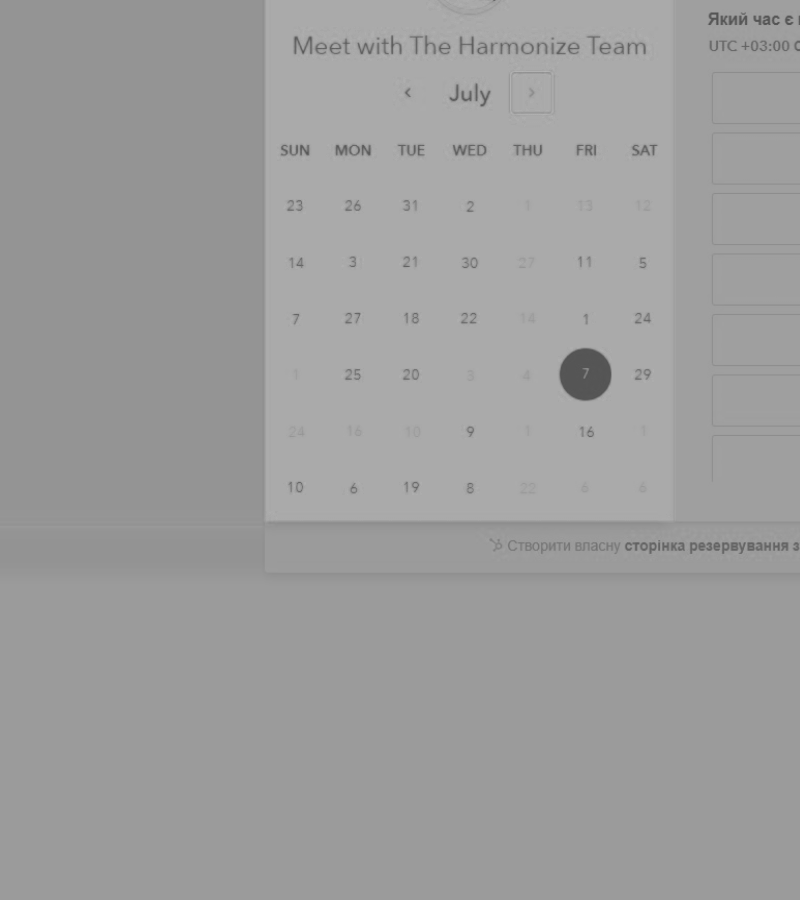 Який час є
UTC +03:00
Meet with The Harmonize Team
‹ July ›
SUN MON TUE WED THU FRI SAT
23 26 31 2 1 13 12
14 3 21 30 27 11 5
7 27 18 22 14 1 24
1 25 20 3 4 7 29
24 16 10 9 1 16 1
10 6 19 8 22 6 6
Створити власну сторінка резервування з